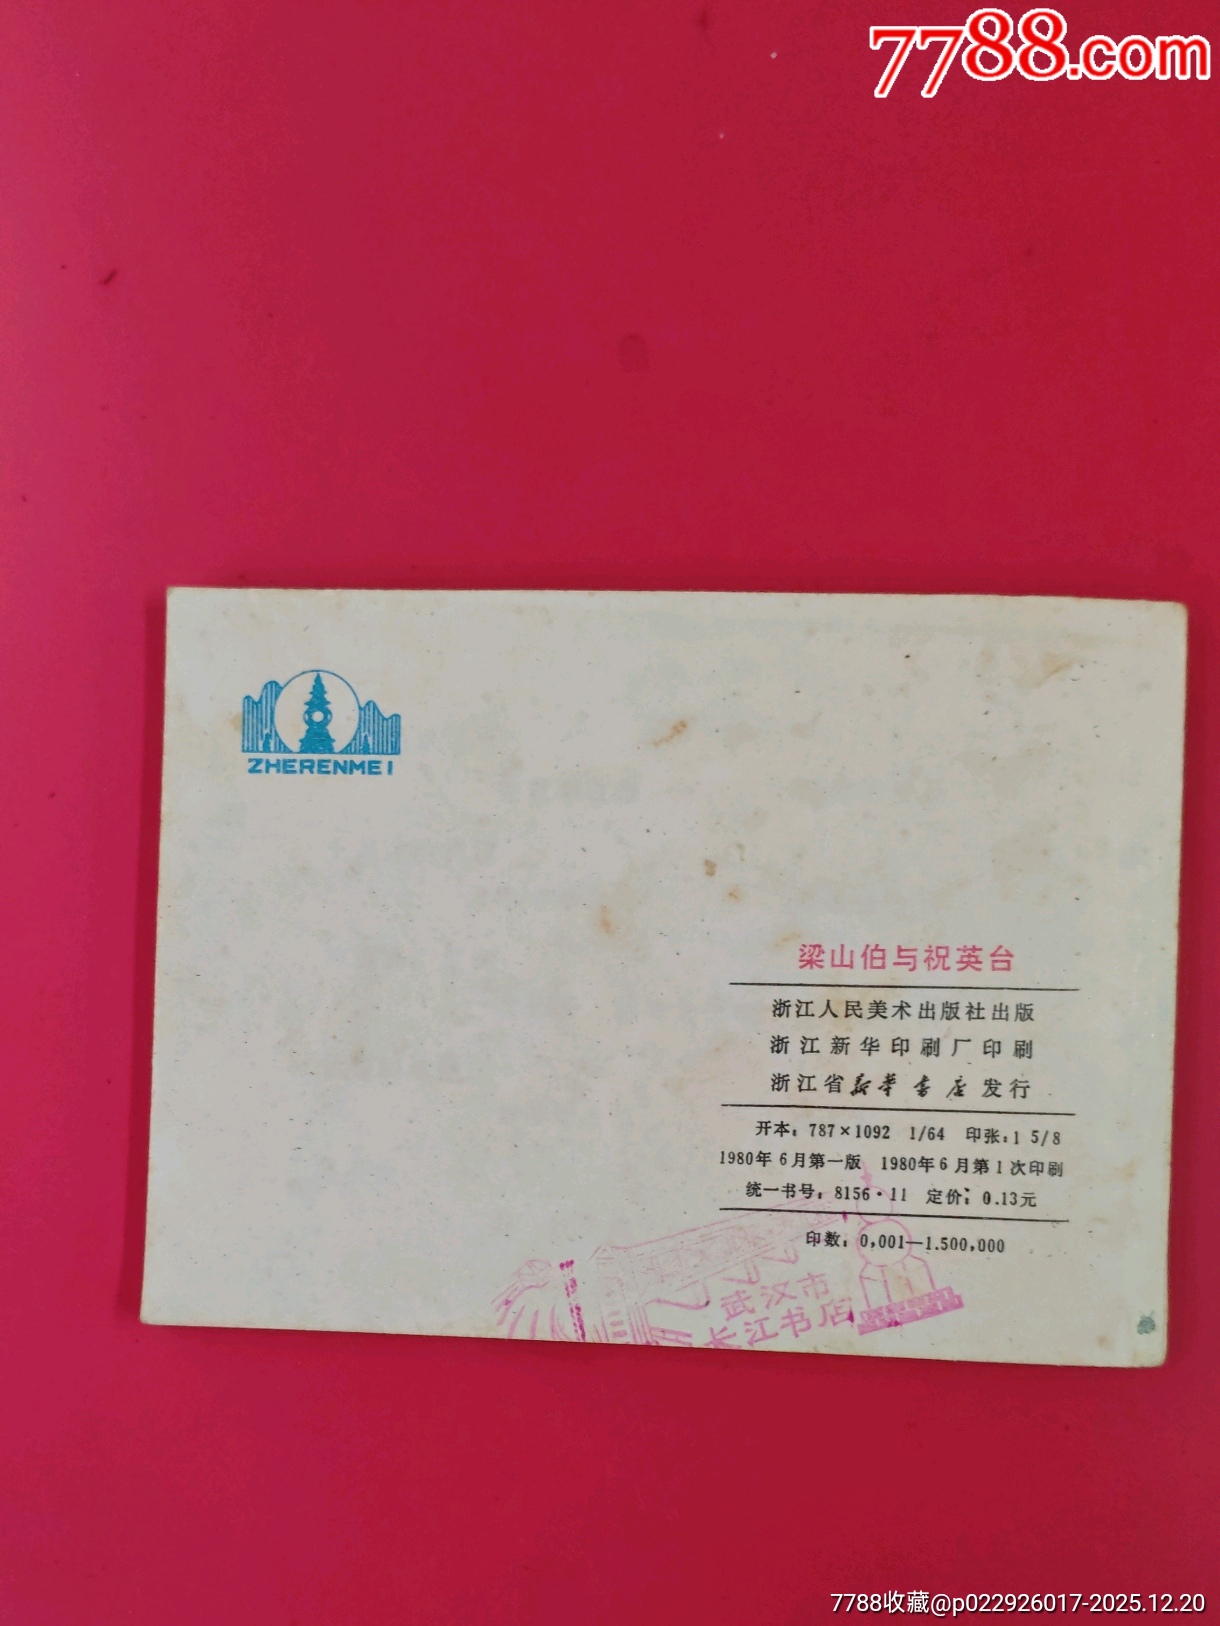 7788.com
ZHERENMEI
梁山伯与祝英台
浙江人民美术出版社出版
浙江新华印刷厂印刷
浙江省新华书店发行
开本：787×1092 1/64 印张：1 5/8
1980年6月第一版 1980年6月第1次印刷
统一书号：8156·11 定价：0.13元
印数：0,001—1.500,000
武汉市
长江书店
7788收藏@p022926017-2025.12.20